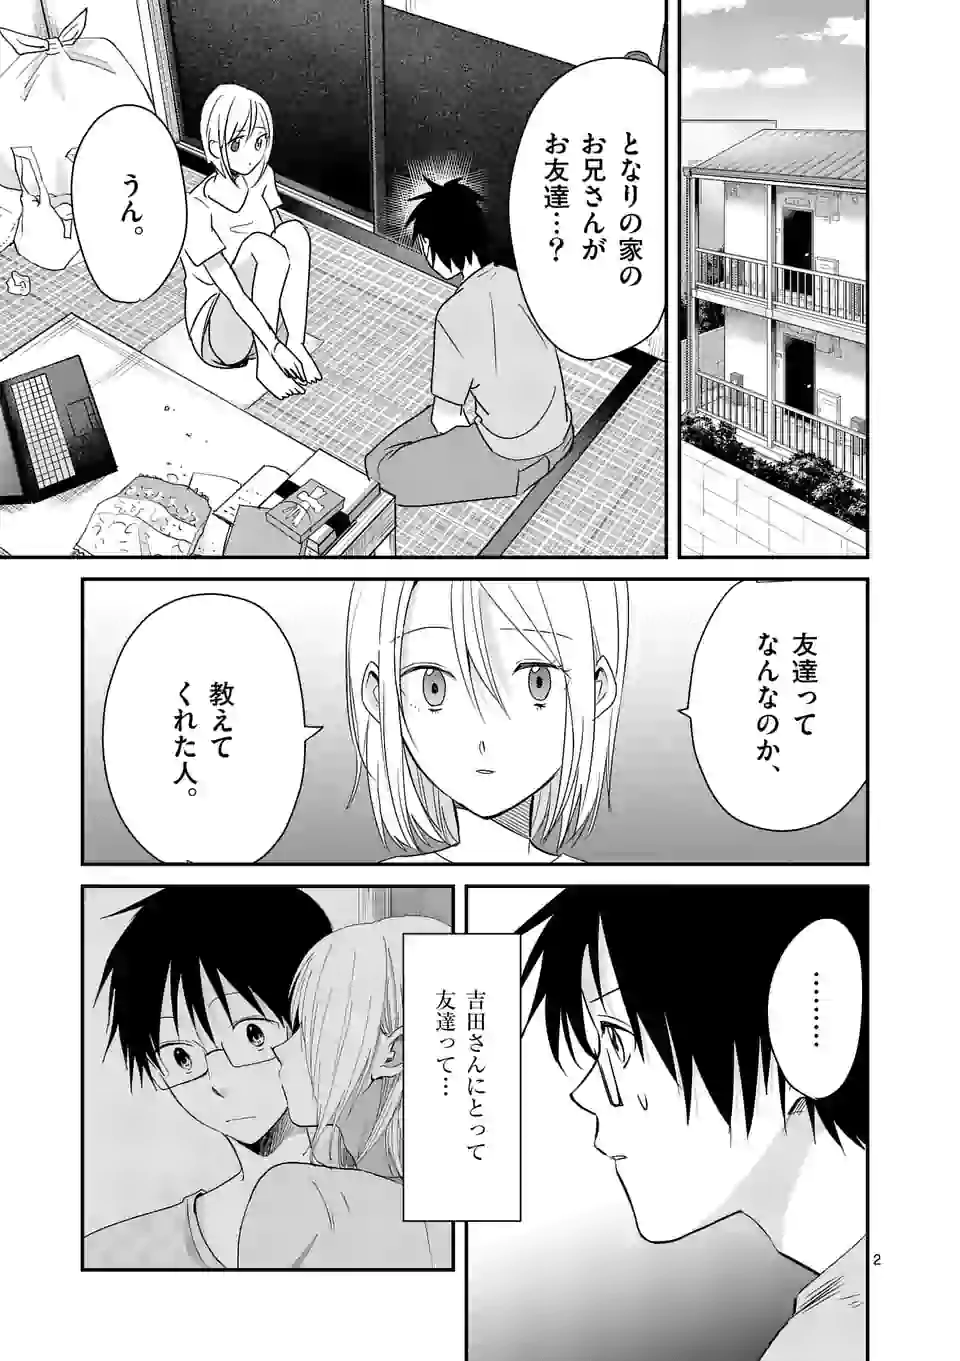 となりの家の
お兄さんが
お友達…?
うん。
友達って
なんなのか、
教えて
くれた人。
………
吉田さんにとって
友達って…
2